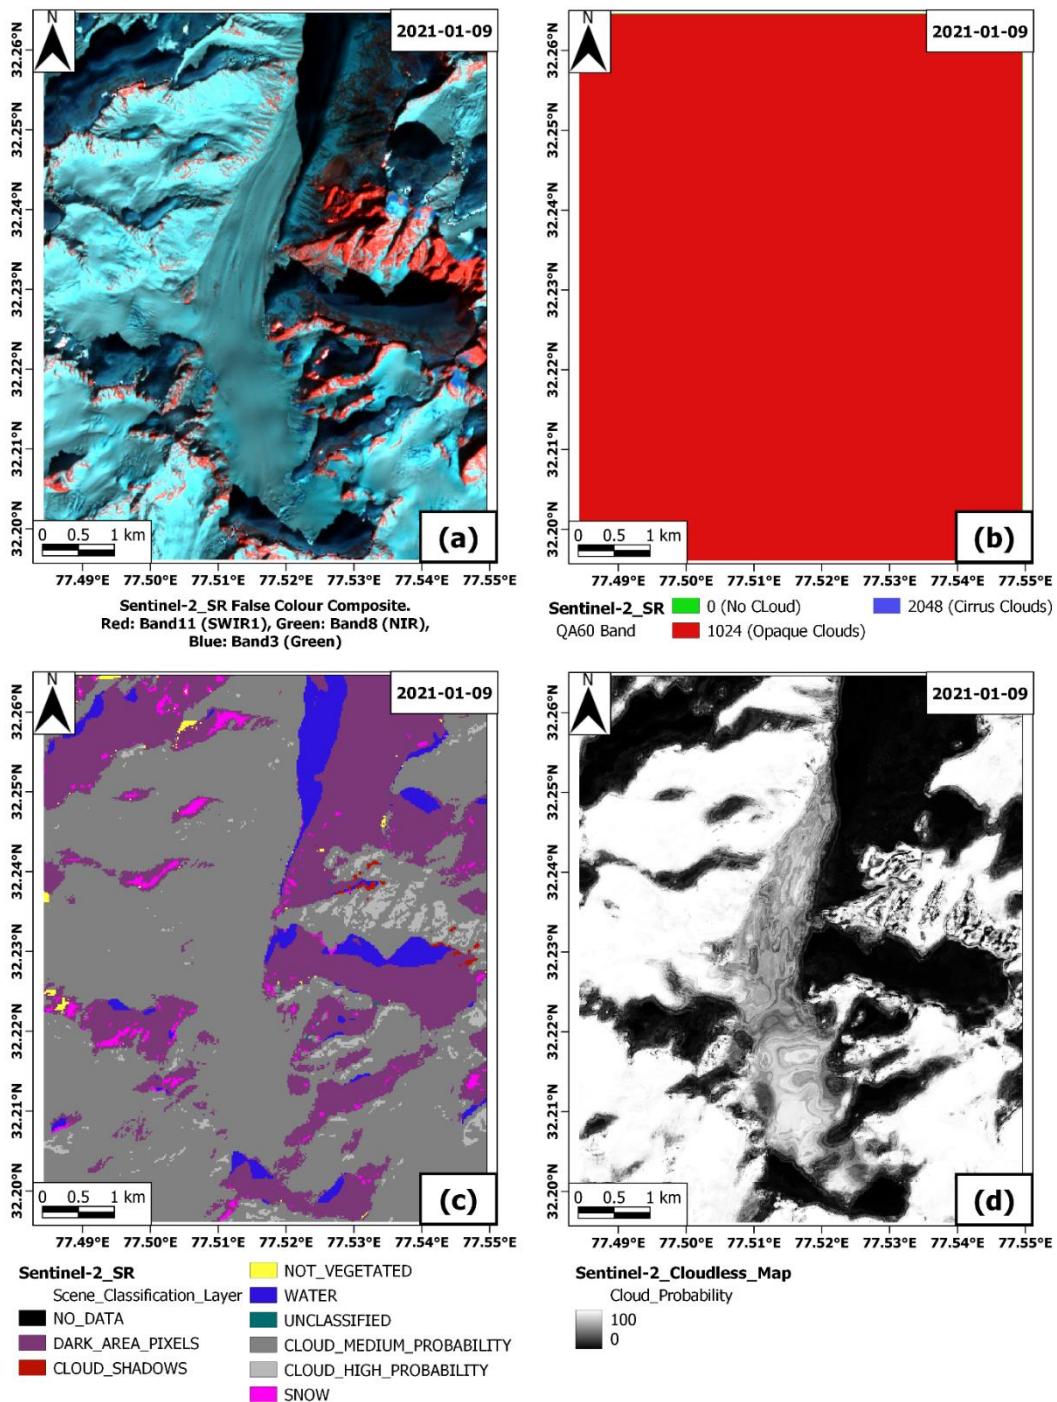 N
2021-01-09
32.26°N
32.25°N
32.24°N
32.23°N
32.22°N
32.21°N
32.20°N
0 0.5 1 km
(a)
77.49°E 77.50°E 77.51°E 77.52°E 77.53°E 77.54°E 77.55°E
Sentinel-2_SR False Colour Composite.
Red: Band11 (SWIR1), Green: Band8 (NIR),
Blue: Band3 (Green)
N
2021-01-09
32.26°N
32.25°N
32.24°N
32.23°N
32.22°N
32.21°N
32.20°N
0 0.5 1 km
(b)
77.49°E 77.50°E 77.51°E 77.52°E 77.53°E 77.54°E 77.55°E
Sentinel-2_SR 0 (No CLoud) 2048 (Cirrus Clouds)
QA60 Band 1024 (Opaque Clouds)
N
2021-01-09
32.26°N
32.25°N
32.24°N
32.23°N
32.22°N
32.21°N
32.20°N
0 0.5 1 km
(c)
77.49°E 77.50°E 77.51°E 77.52°E 77.53°E 77.54°E 77.55°E
Sentinel-2_SR
Scene_Classification_Layer
NO_DATA
DARK_AREA_PIXELS
CLOUD_SHADOWS
NOT_VEGETATED
WATER
UNCLASSIFIED
CLOUD_MEDIUM_PROBABILITY
CLOUD_HIGH_PROBABILITY
SNOW
N
2021-01-09
32.26°N
32.25°N
32.24°N
32.23°N
32.22°N
32.21°N
32.20°N
0 0.5 1 km
(d)
77.49°E 77.50°E 77.51°E 77.52°E 77.53°E 77.54°E 77.55°E
Sentinel-2_Cloudless_Map
Cloud_Probability
100
0